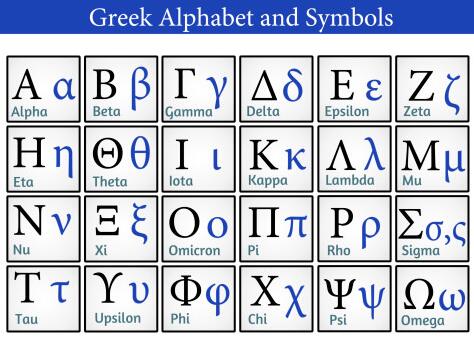 Greek Alphabet and Symbols
Α α Β β Γ γ Δ δ Ε ε Ζ ζ
Alpha Beta Gamma Delta Epsilon Zeta
Η η Θ θ Ι ι Κ κ Λ λ Μ μ
Eta Theta Iota Kappa Lambda Mu
Ν ν Ξ ξ Ο ο Π π Ρ ρ Σ σ,ς
Nu Xi Omicron Pi Rho Sigma
Τ τ ϒ υ Φ φ Χ χ Ψ ψ Ω ω
Tau Upsilon Phi Chi Psi Omega